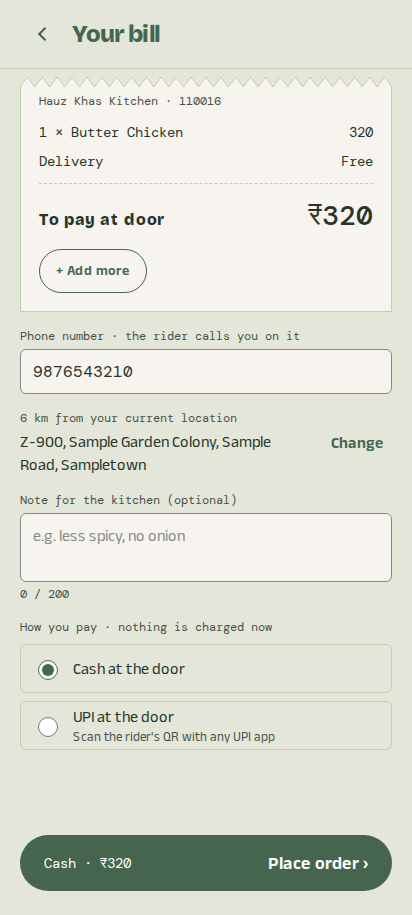 Your bill
Hauz Khas Kitchen · 110016
1 × Butter Chicken 320
Delivery Free
To pay at door ₹320
+ Add more
Phone number · the rider calls you on it
9876543210
6 km from your current location
Z-900, Sample Garden Colony, Sample
Road, Sampletown
Change
Note for the kitchen (optional)
e.g. less spicy, no onion
0 / 200
How you pay · nothing is charged now
Cash at the door
UPI at the door
Scan the rider's QR with any UPI app
Cash · ₹320 Place order ›